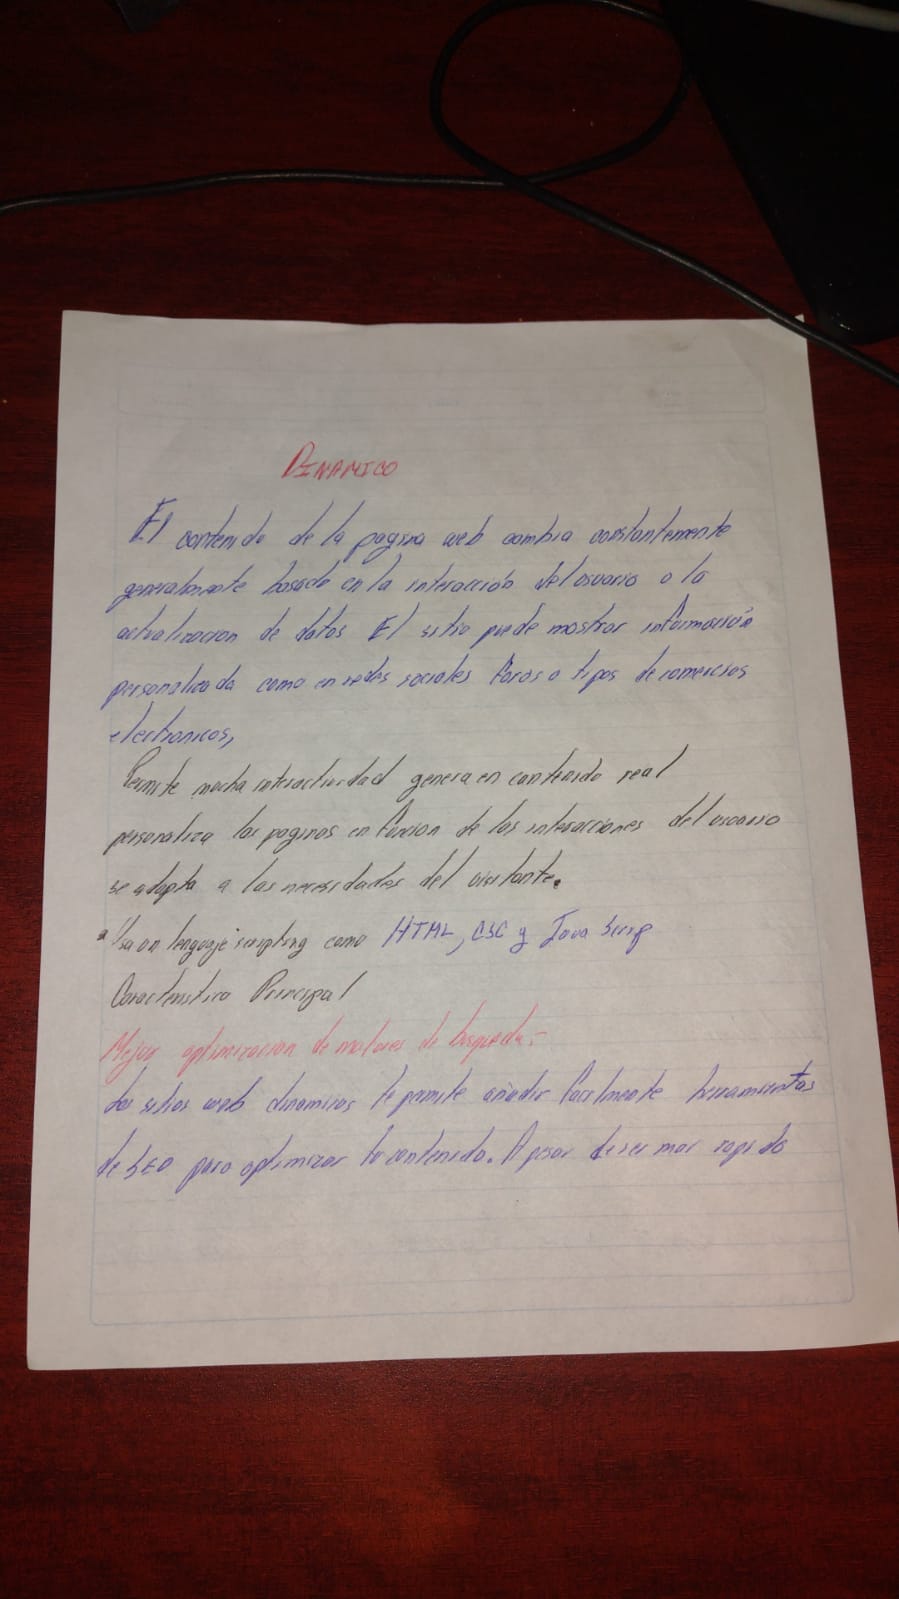 DINAMICO
El contenido de la pagina web cambia constantemente
generalmente basado en la interacción del usuario o la
actualizacion de datos El sitio puede mostrar información
personalizada como en redes sociales foros o tipos de comercios
electronicos,
Permite mucha interactividad genera en contenido real
personaliza las paginas en funcion de las interacciones del usuario
se adapta a las necesidades del visitante.
Usa un lenguaje scripting como HTML, CSC y Java Scrip
Caracteristica Principal
Mejor optimizacion de motores de busqueda:-
Los sitios web dinamicos te permite añadir facilmente herramientas
de SEO para optimizar tu contenido. A pesar de ser mas rapido